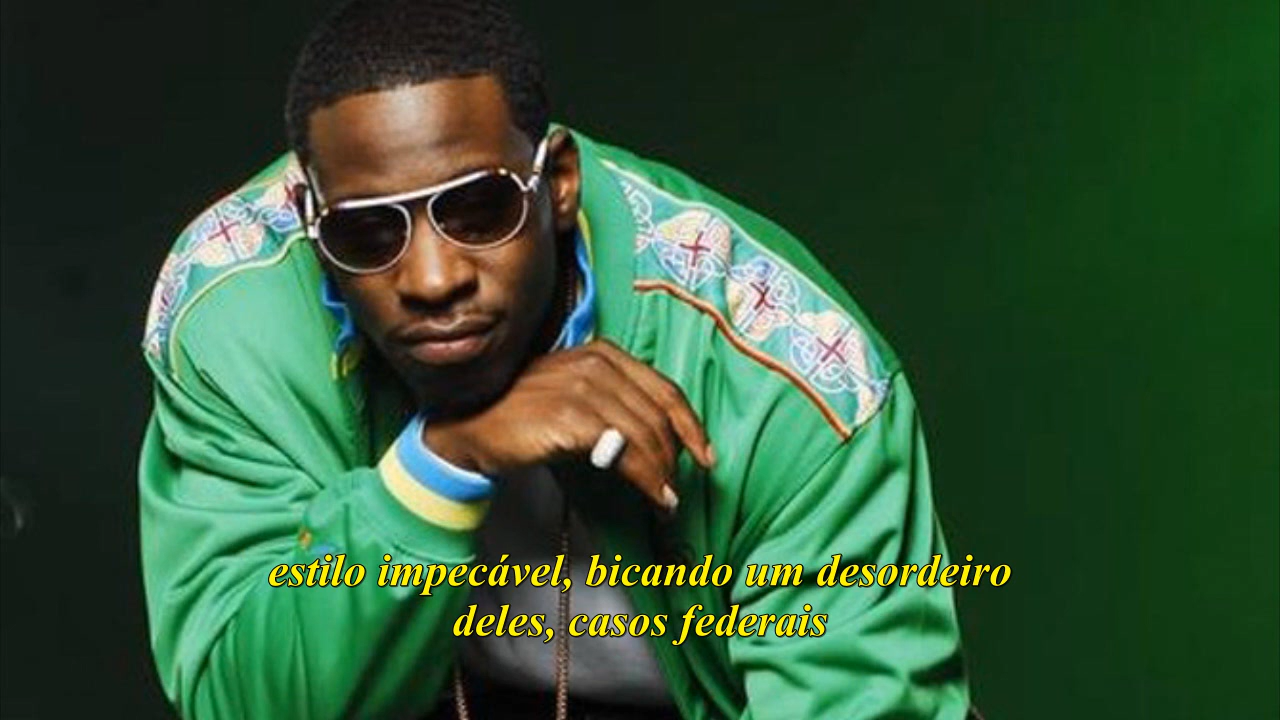 estilo impecável, bicando um desordeiro
deles, casos federais